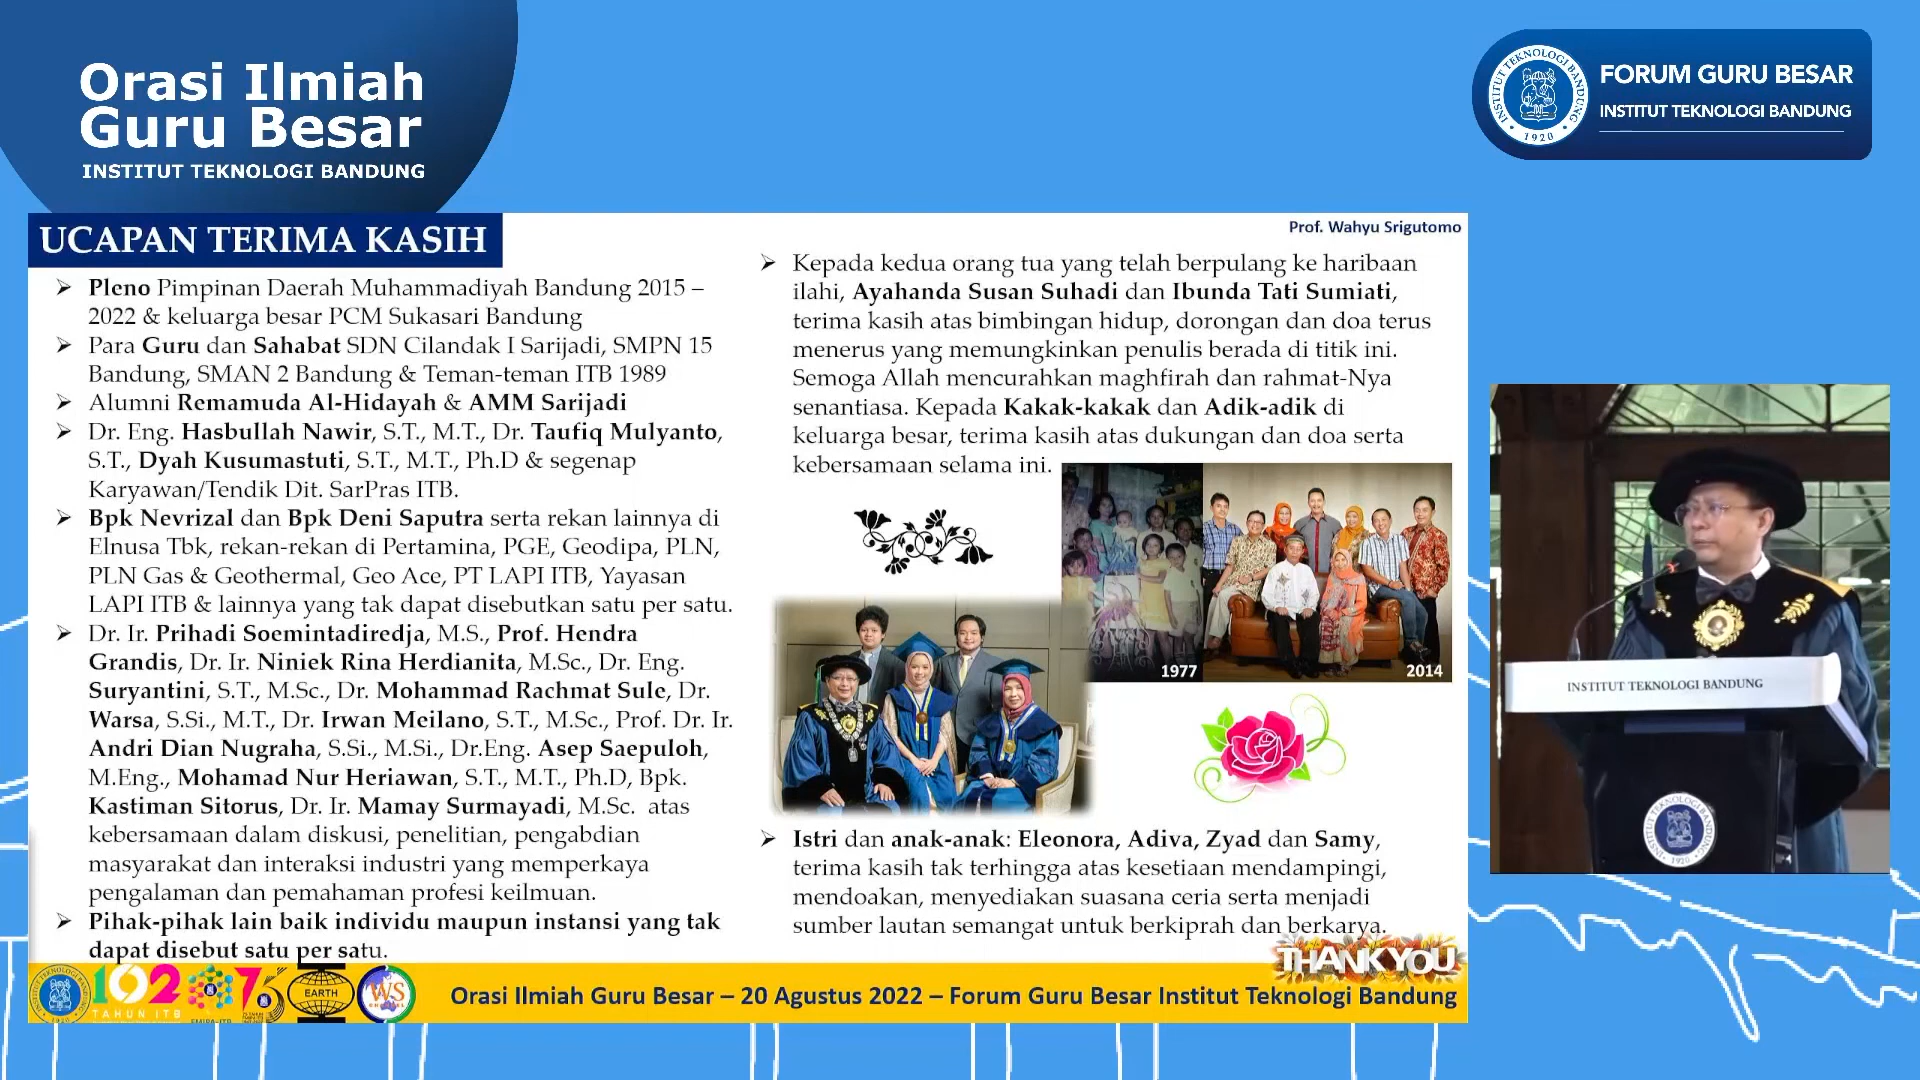 Orasi Ilmiah
Guru Besar
INSTITUT TEKNOLOGI BANDUNG
INSTITUT TEKNOLOGI BANDUNG
1920
FORUM GURU BESAR
INSTITUT TEKNOLOGI BANDUNG
UCAPAN TERIMA KASIH
Prof. Wahyu Srigutomo
➢ Pleno Pimpinan Daerah Muhammadiyah Bandung 2015 –
2022 & keluarga besar PCM Sukasari Bandung
➢ Para Guru dan Sahabat SDN Cilandak I Sarijadi, SMPN 15
Bandung, SMAN 2 Bandung & Teman-teman ITB 1989
➢ Alumni Remamuda Al-Hidayah & AMM Sarijadi
➢ Dr. Eng. Hasbullah Nawir, S.T., M.T., Dr. Taufiq Mulyanto,
S.T., Dyah Kusumastuti, S.T., M.T., Ph.D & segenap
Karyawan/Tendik Dit. SarPras ITB.
➢ Bpk Nevrizal dan Bpk Deni Saputra serta rekan lainnya di
Elnusa Tbk, rekan-rekan di Pertamina, PGE, Geodipa, PLN,
PLN Gas & Geothermal, Geo Ace, PT LAPI ITB, Yayasan
LAPI ITB & lainnya yang tak dapat disebutkan satu per satu.
➢ Dr. Ir. Prihadi Soemintadiredja, M.S., Prof. Hendra
Grandis, Dr. Ir. Niniek Rina Herdianita, M.Sc., Dr. Eng.
Suryantini, S.T., M.Sc., Dr. Mohammad Rachmat Sule, Dr.
Warsa, S.Si., M.T., Dr. Irwan Meilano, S.T., M.Sc., Prof. Dr. Ir.
Andri Dian Nugraha, S.Si., M.Si., Dr.Eng. Asep Saepuloh,
M.Eng., Mohamad Nur Heriawan, S.T., M.T., Ph.D, Bpk.
Kastiman Sitorus, Dr. Ir. Mamay Surmayadi, M.Sc. atas
kebersamaan dalam diskusi, penelitian, pengabdian
masyarakat dan interaksi industri yang memperkaya
pengalaman dan pemahaman profesi keilmuan.
➢ Pihak-pihak lain baik individu maupun instansi yang tak
dapat disebut satu per satu.
➢ Kepada kedua orang tua yang telah berpulang ke haribaan
ilahi, Ayahanda Susan Suhadi dan Ibunda Tati Sumiati,
terima kasih atas bimbingan hidup, dorongan dan doa terus
menerus yang memungkinkan penulis berada di titik ini.
Semoga Allah mencurahkan maghfirah dan rahmat-Nya
senantiasa. Kepada Kakak-kakak dan Adik-adik di
keluarga besar, terima kasih atas dukungan dan doa serta
kebersamaan selama ini.
1977
2014
➢ Istri dan anak-anak: Eleonora, Adiva, Zyad dan Samy,
terima kasih tak terhingga atas kesetiaan mendampingi,
mendoakan, menyediakan suasana ceria serta menjadi
sumber lautan semangat untuk berkiprah dan berkarya.
THANK YOU
102
TAHUN ITB
FMIPA-ITB
76
EARTH
WS
Orasi Ilmiah Guru Besar – 20 Agustus 2022 – Forum Guru Besar Institut Teknologi Bandung
INSTITUT TEKNOLOGI BANDUNG
1920